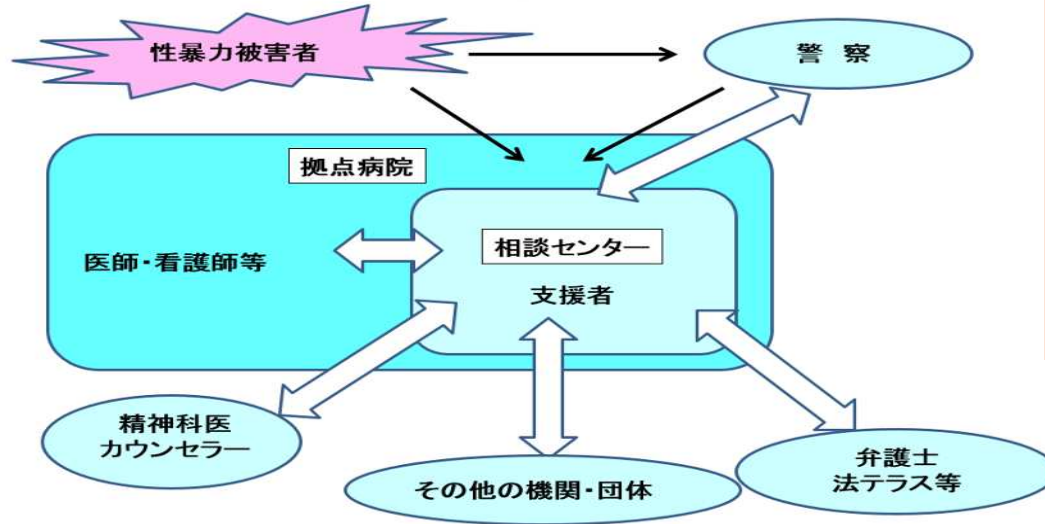 性暴力被害者
警 察
拠点病院
相談センター
医師・看護師等
支援者
精神科医
カウンセラー
その他の機関・団体
弁護士
法テラス等